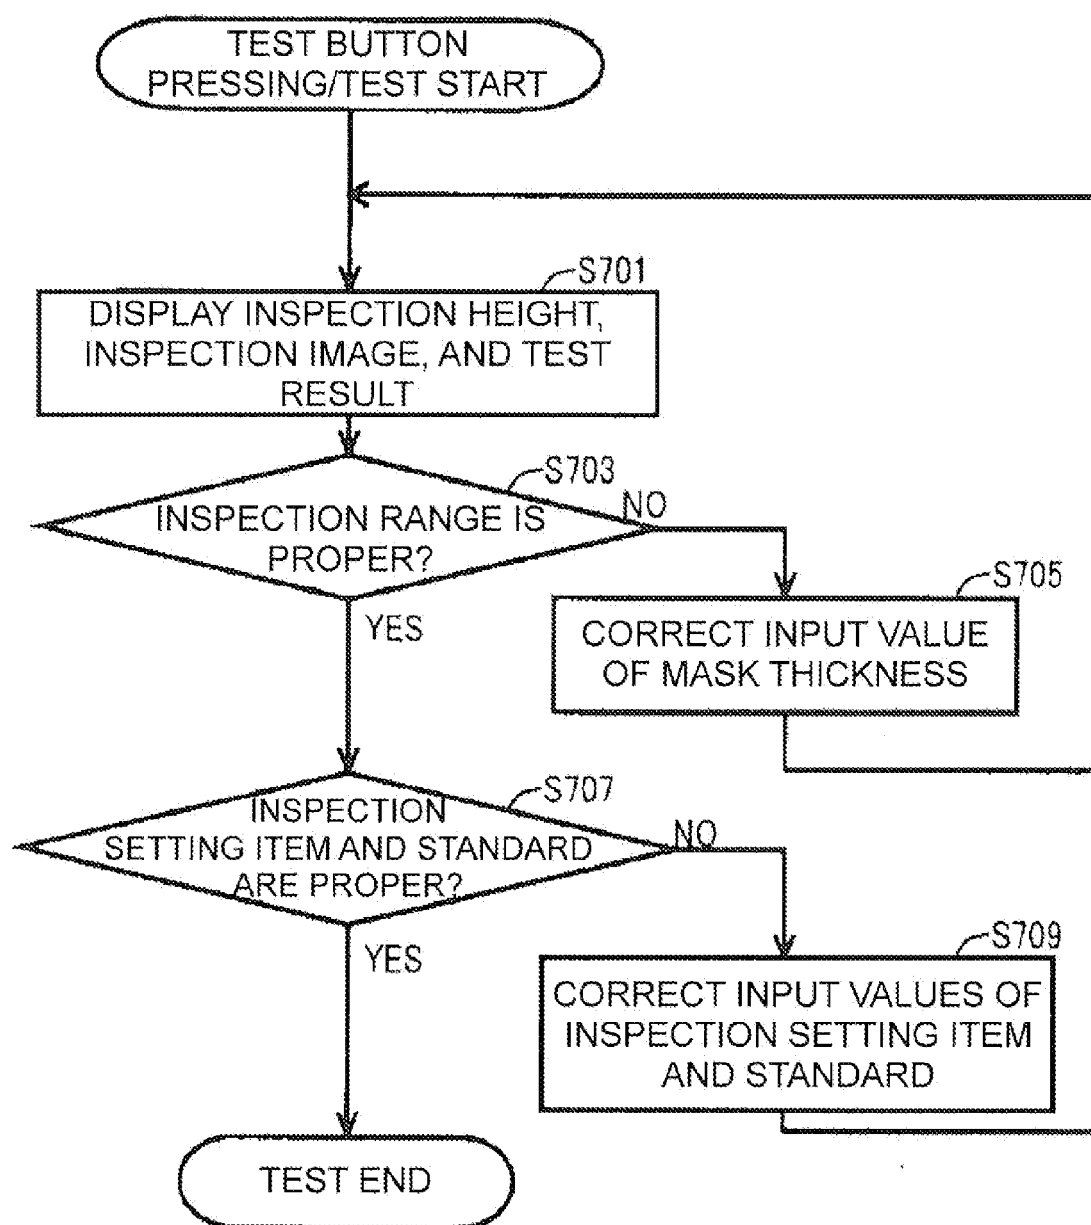 TEST BUTTON
PRESSING/TEST START
S701
DISPLAY INSPECTION HEIGHT,
INSPECTION IMAGE, AND TEST
RESULT
S703
NO
INSPECTION RANGE IS
PROPER?
S705
YES
CORRECT INPUT VALUE
OF MASK THICKNESS
S707
INSPECTION
SETTING ITEM AND STANDARD
ARE PROPER?
NO
S709
YES
CORRECT INPUT VALUES OF
INSPECTION SETTING ITEM
AND STANDARD
TEST END